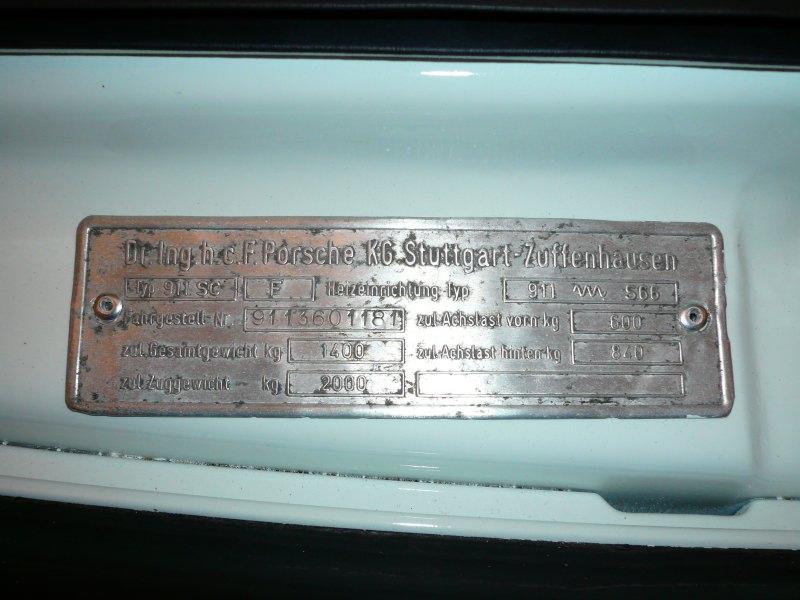 Dr. Ing. h. c. F. Porsche KG. Stuttgart-Zuffenhausen
Typ 911 SC F Heizeinrichtung-Typ 911 ᨓ S66
Fahrgestell-Nr. 9113601181 zul. Achslast vorn-kg 600
zul. Gesamtgewicht kg 1400 zul. Achslast hinten-kg 840
zul. Zuggewicht kg 2000